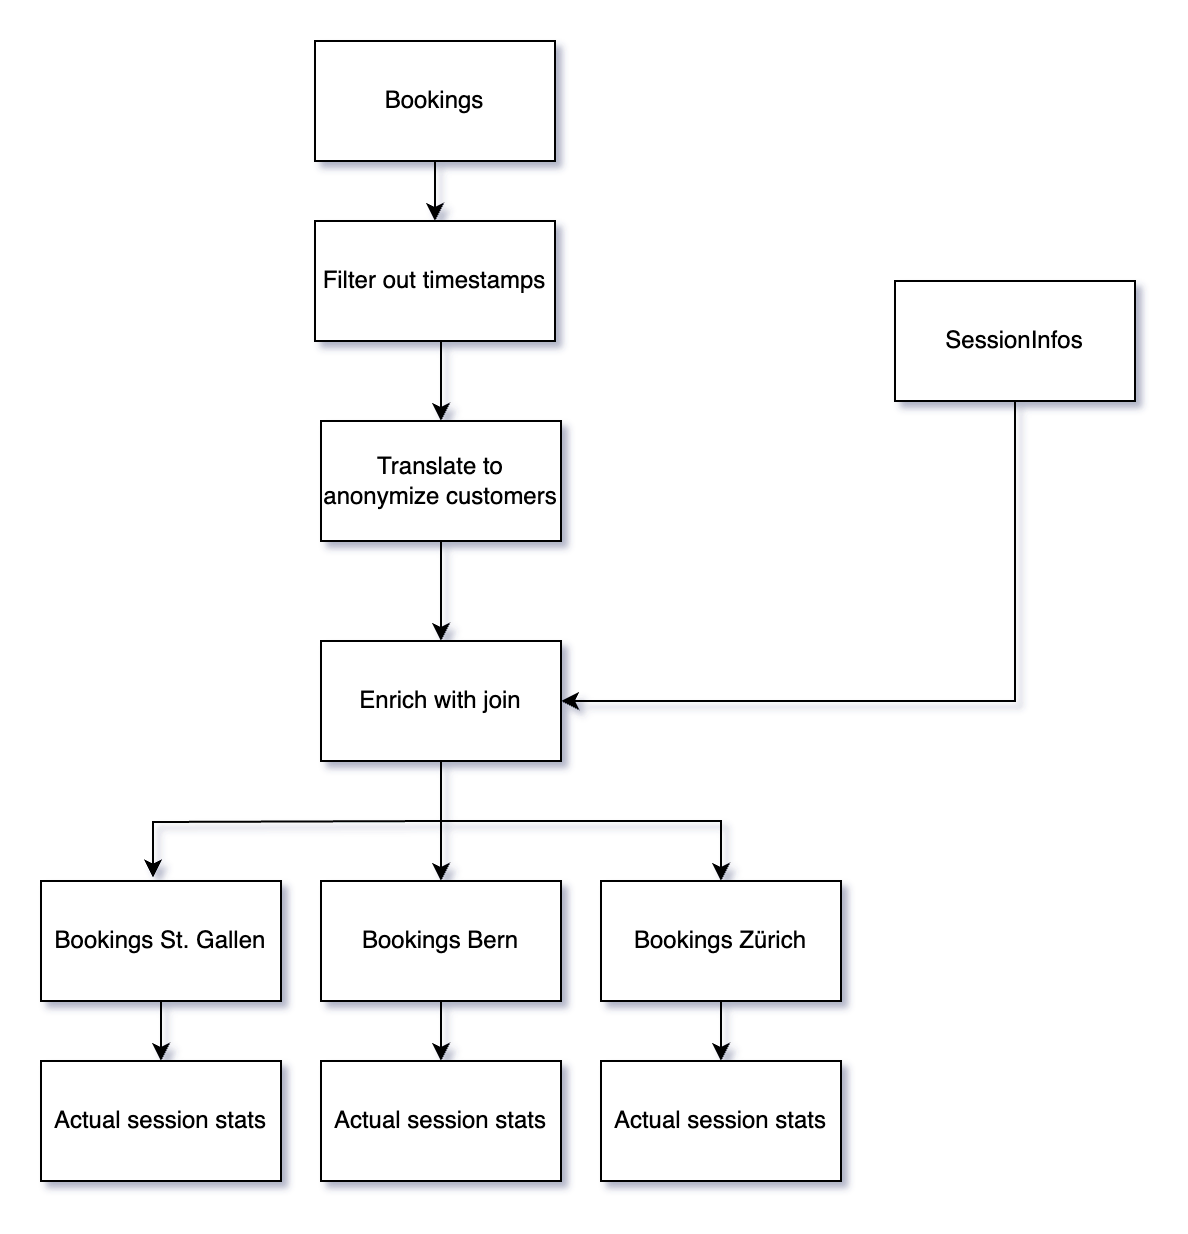 Bookings
Filter out timestamps
SessionInfos
Translate to
anonymize customers
Enrich with join
Bookings St. Gallen
Bookings Bern
Bookings Zürich
Actual session stats
Actual session stats
Actual session stats